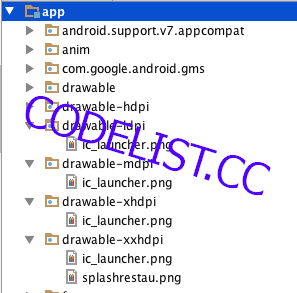 app
android.support.v7.appcompat
anim
com.google.android.gms
drawable
drawable-hdpi
drawable-ldpi
ic_launcher.png
drawable-mdpi
ic_launcher.png
drawable-xhdpi
ic_launcher.png
drawable-xxhdpi
ic_launcher.png
splashrestau.png
CODELIST.CC